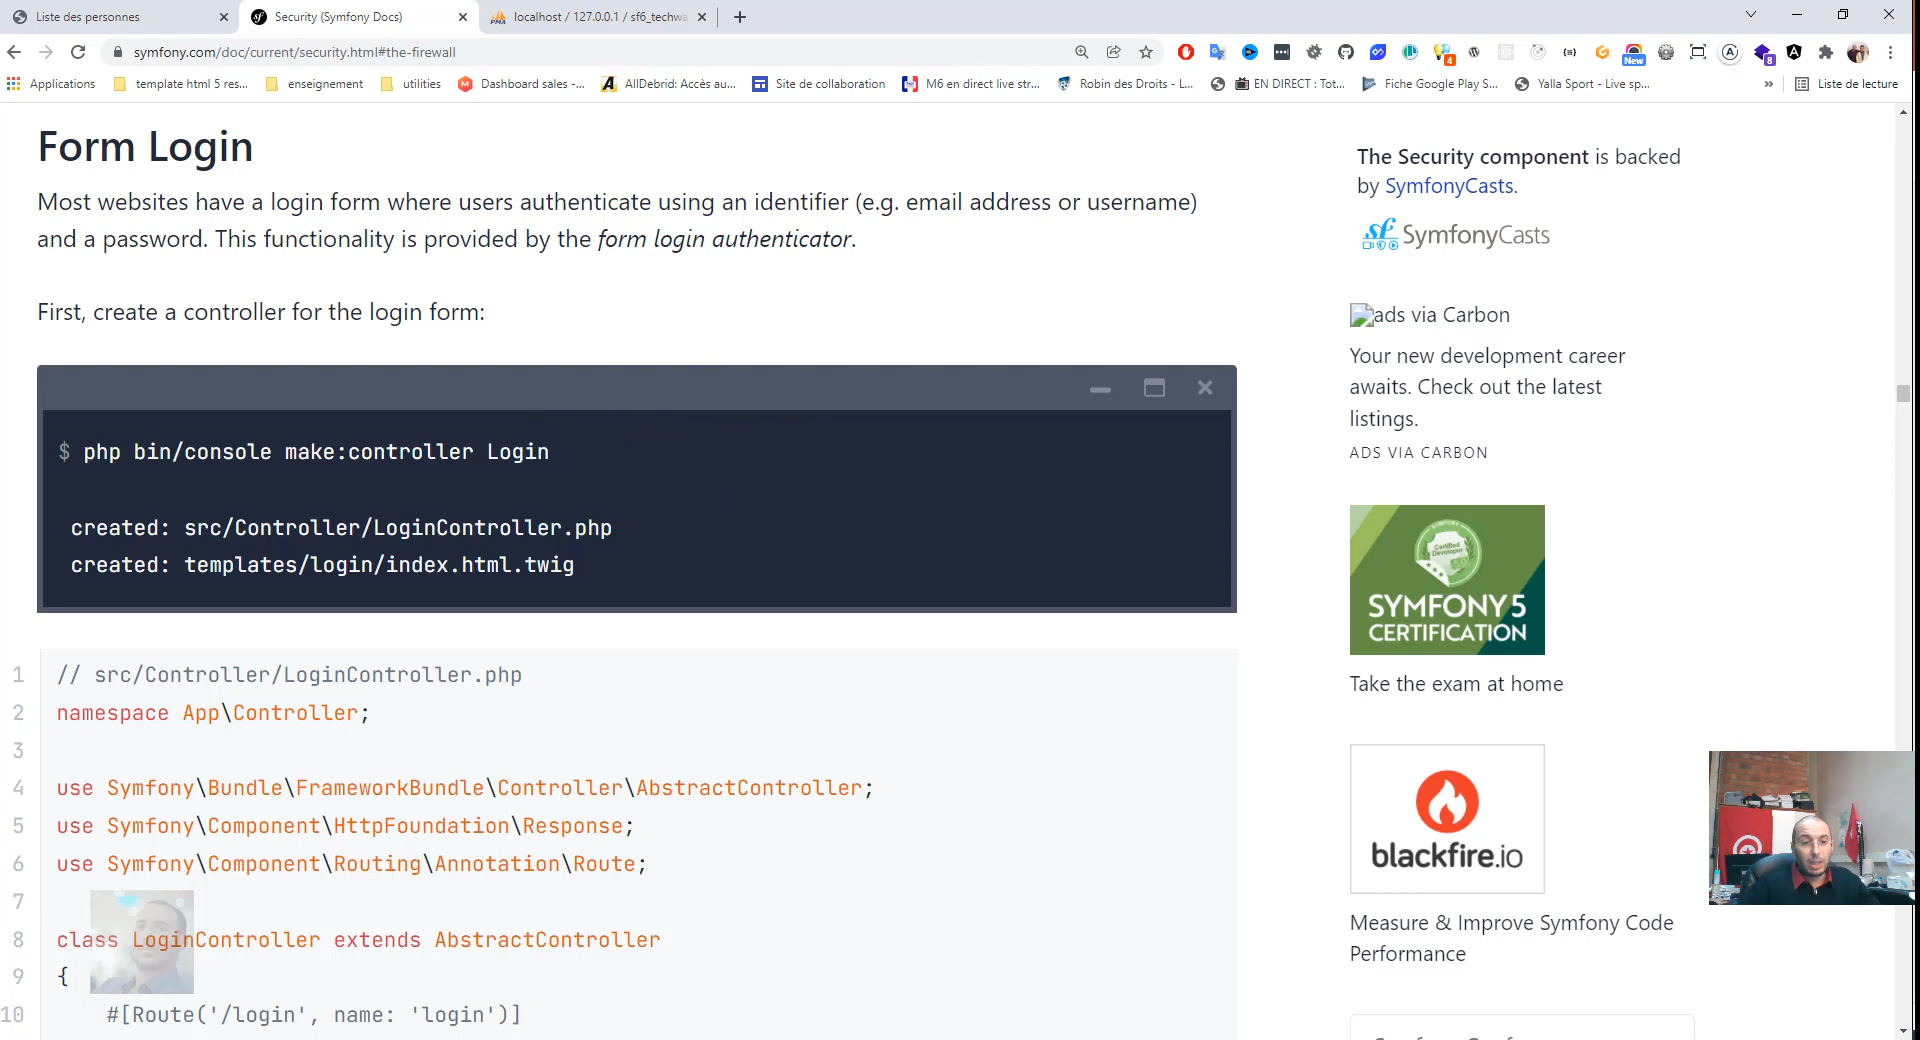 Liste des personnes
Security (Symfony Docs)
localhost / 127.0.0.1 / sf6_techwa
symfony.com/doc/current/security.html#the-firewall
4
New
8
Applications
template html 5 res...
enseignement
utilities
Dashboard sales -...
AllDebrid: Accès au...
Site de collaboration
M6 en direct live str...
Robin des Droits - L...
EN DIRECT : Tot...
Fiche Google Play S...
Yalla Sport - Live sp...
»
Liste de lecture
Form Login
Most websites have a login form where users authenticate using an identifier (e.g. email address or username)
and a password. This functionality is provided by the form login authenticator.
First, create a controller for the login form:
$ php bin/console make:controller Login
created: src/Controller/LoginController.php
created: templates/login/index.html.twig
1 // src/Controller/LoginController.php
2 namespace App\Controller;
3
4 use Symfony\Bundle\FrameworkBundle\Controller\AbstractController;
5 use Symfony\Component\HttpFoundation\Response;
6 use Symfony\Component\Routing\Annotation\Route;
7
8 class LoginController extends AbstractController
9 {
10 #[Route('/login', name: 'login')]
The Security component is backed
by SymfonyCasts.
SymfonyCasts
ads via Carbon
Your new development career
awaits. Check out the latest
listings.
ADS VIA CARBON
Certified
Developer
SYMFONY 5
CERTIFICATION
Take the exam at home
blackfire.io
Measure & Improve Symfony Code
Performance